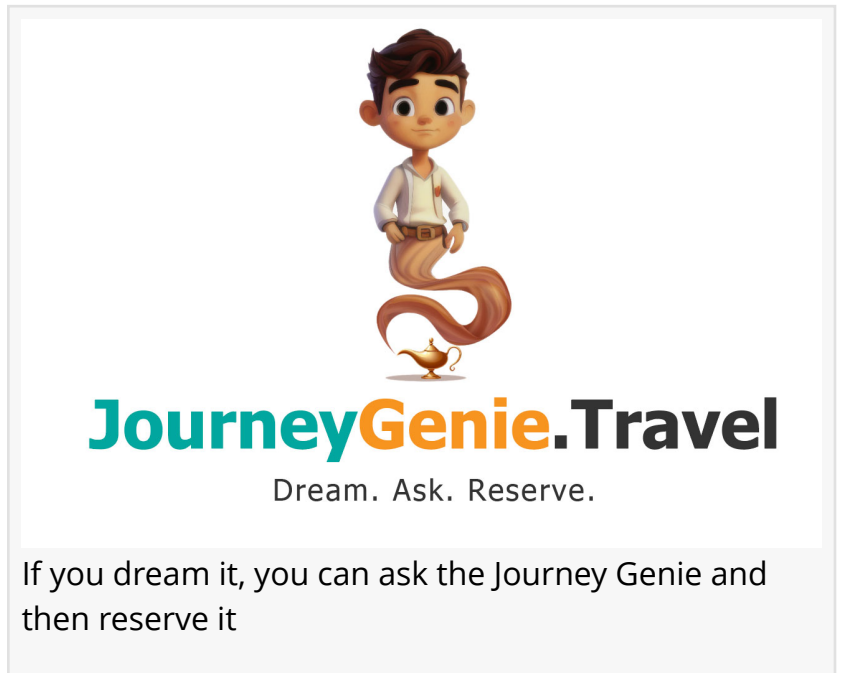 JourneyGenie.Travel
Dream. Ask. Reserve.
If you dream it, you can ask the Journey Genie and
then reserve it